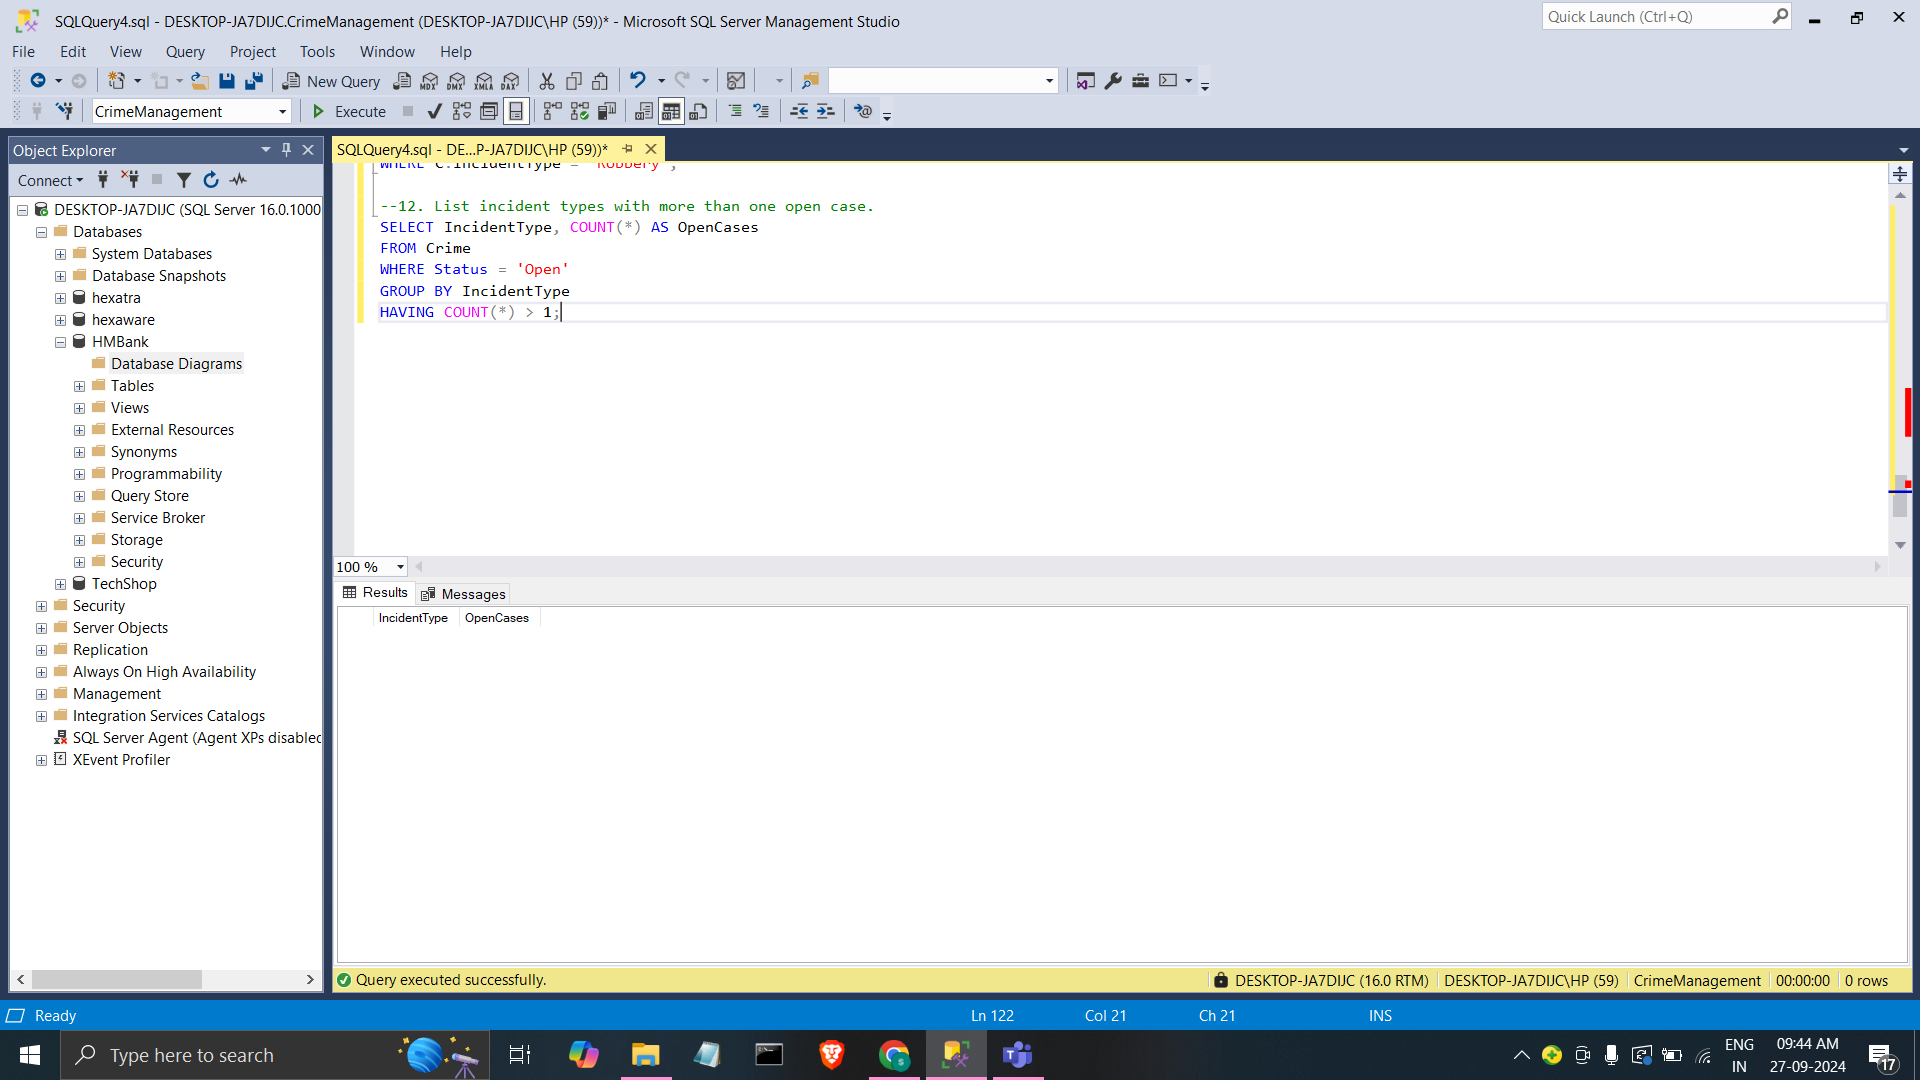 SQLQuery4.sql - DESKTOP-JA7DIJC.CrimeManagement (DESKTOP-JA7DIJC\HP (59))* - Microsoft SQL Server Management Studio
Quick Launch (Ctrl+Q)
File Edit View Query Project Tools Window Help
New Query MDX DMX XMLA DAX
CrimeManagement Execute
Object Explorer
SQLQuery4.sql - DE...P-JA7DIJC\HP (59))*
Connect
DESKTOP-JA7DIJC (SQL Server 16.0.1000
Databases
System Databases
Database Snapshots
hexatra
hexaware
HMBank
Database Diagrams
Tables
Views
External Resources
Synonyms
Programmability
Query Store
Service Broker
Storage
Security
TechShop
Security
Server Objects
Replication
Always On High Availability
Management
Integration Services Catalogs
SQL Server Agent (Agent XPs disabled
XEvent Profiler
WHERE C.IncidentType = 'Robbery';
--12. List incident types with more than one open case.
SELECT IncidentType, COUNT(*) AS OpenCases
FROM Crime
WHERE Status = 'Open'
GROUP BY IncidentType
HAVING COUNT(*) > 1;
100 %
Results Messages
IncidentType OpenCases
Query executed successfully.
DESKTOP-JA7DIJC (16.0 RTM) DESKTOP-JA7DIJC\HP (59) CrimeManagement 00:00:00 0 rows
Ready Ln 122 Col 21 Ch 21 INS
Type here to search
ENG
IN
09:44 AM
27-09-2024
17